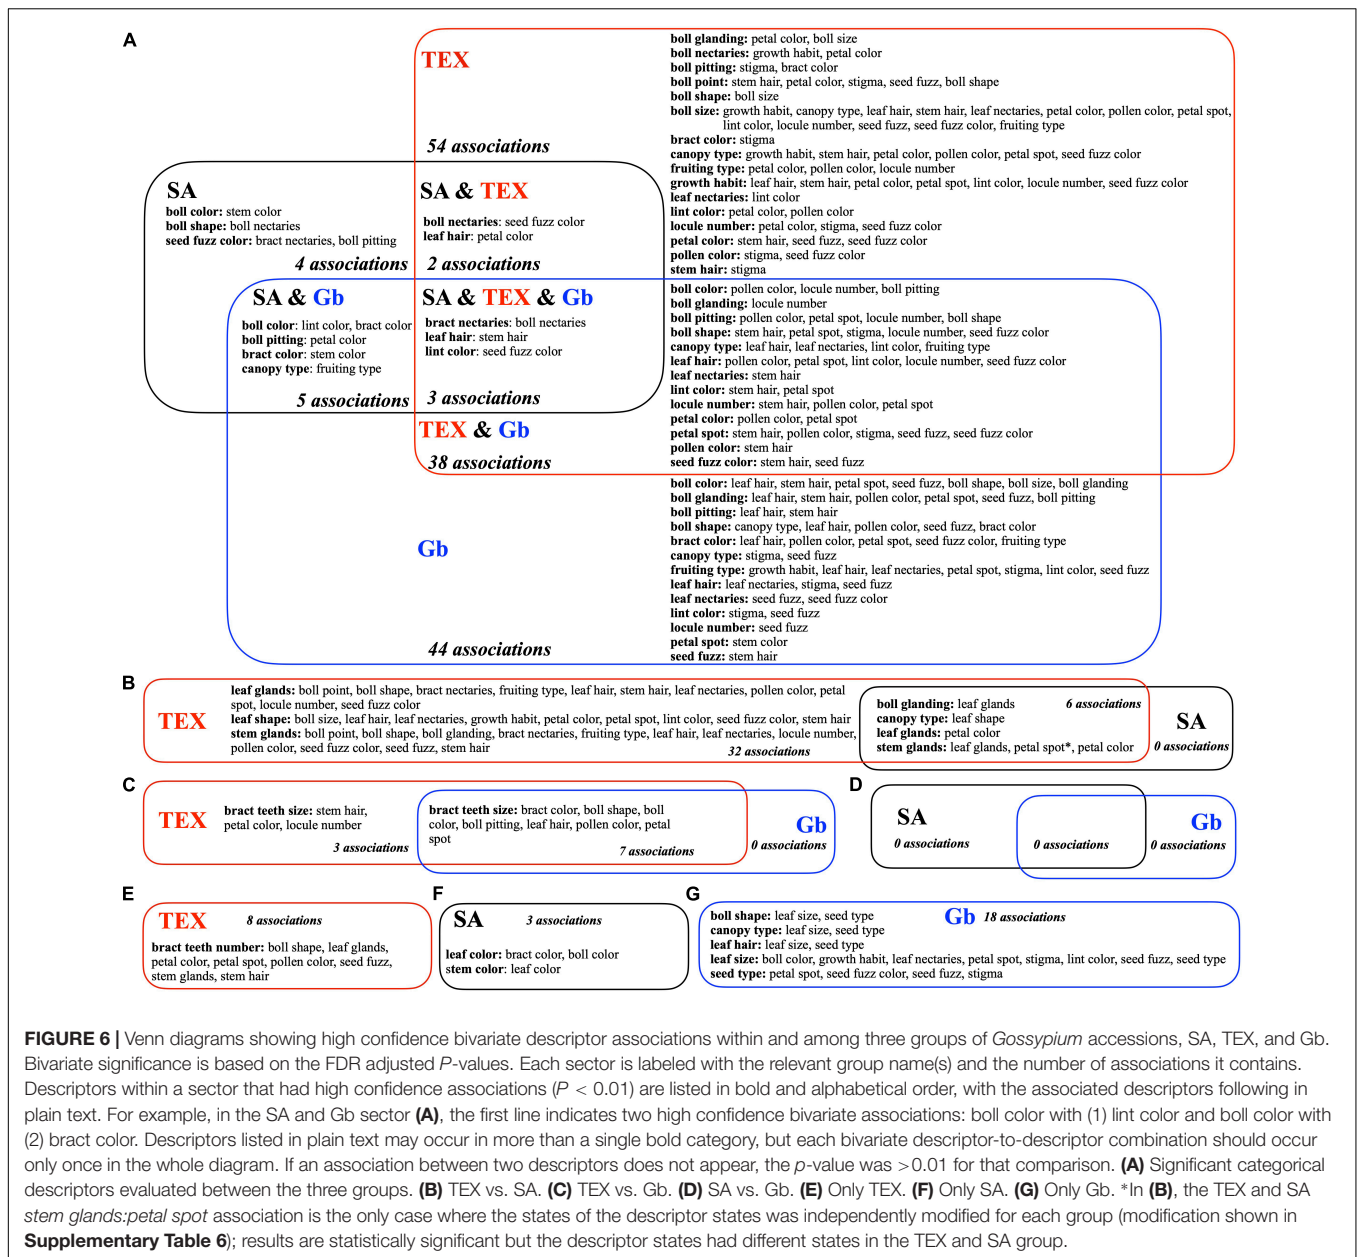 A
TEX
54 associations
boll glanding: petal color, boll size
boll nectaries: growth habit, petal color
boll pitting: stigma, bract color
boll point: stem hair, petal color, stigma, seed fuzz, boll shape
boll shape: boll size
boll size: growth habit, canopy type, leaf hair, stem hair, leaf nectaries, petal color, pollen color, petal spot,
lint color, locule number, seed fuzz, seed fuzz color, fruiting type
bract color: stigma
canopy type: growth habit, stem hair, petal color, pollen color, petal spot, seed fuzz color
fruiting type: petal color, pollen color, locule number
growth habit: leaf hair, stem hair, petal color, petal spot, lint color, locule number, seed fuzz color
leaf nectaries: lint color
lint color: petal color, pollen color
locule number: petal color, stigma, seed fuzz color
petal color: stem hair, seed fuzz, seed fuzz color
pollen color: stigma, seed fuzz color
stem hair: stigma
SA
boll color: stem color
boll shape: boll nectaries
seed fuzz color: bract nectaries, boll pitting
4 associations
SA & TEX
boll nectaries: seed fuzz color
leaf hair: petal color
2 associations
SA & Gb
boll color: lint color, bract color
boll pitting: petal color
bract color: stem color
canopy type: fruiting type
5 associations
SA & TEX & Gb
bract nectaries: boll nectaries
leaf hair: stem hair
lint color: seed fuzz color
3 associations
TEX & Gb
38 associations
boll color: pollen color, locule number, boll pitting
boll glanding: locule number
boll pitting: pollen color, petal spot, locule number, boll shape
boll shape: stem hair, petal spot, stigma, locule number, seed fuzz color
canopy type: leaf hair, leaf nectaries, lint color, fruiting type
leaf hair: pollen color, petal spot, lint color, locule number, seed fuzz color
leaf nectaries: stem hair
lint color: stem hair, petal spot
locule number: stem hair, pollen color, petal spot
petal color: pollen color, petal spot
petal spot: stem hair, pollen color, stigma, seed fuzz, seed fuzz color
pollen color: stem hair
seed fuzz color: stem hair, seed fuzz
Gb
44 associations
boll color: leaf hair, stem hair, petal spot, seed fuzz, boll shape, boll size, boll glanding
boll glanding: leaf hair, stem hair, pollen color, petal spot, seed fuzz, boll pitting
boll pitting: leaf hair, stem hair
boll shape: canopy type, leaf hair, pollen color, seed fuzz, bract color
bract color: leaf hair, pollen color, petal spot, seed fuzz color, fruiting type
canopy type: stigma, seed fuzz
fruiting type: growth habit, leaf hair, leaf nectaries, petal spot, stigma, lint color, seed fuzz
leaf hair: leaf nectaries, stigma, seed fuzz
leaf nectaries: seed fuzz, seed fuzz color
lint color: stigma, seed fuzz
locule number: seed fuzz
petal spot: stem color
seed fuzz: stem hair
B
TEX
leaf glands: boll point, boll shape, bract nectaries, fruiting type, leaf hair, stem hair, leaf nectaries, pollen color, petal
spot, locule number, seed fuzz color
leaf shape: boll size, leaf hair, leaf nectaries, growth habit, petal color, petal spot, lint color, seed fuzz color, stem hair
stem glands: boll point, boll shape, boll glanding, bract nectaries, fruiting type, leaf hair, leaf nectaries, locule number,
pollen color, seed fuzz color, seed fuzz, stem hair
32 associations
boll glanding: leaf glands
6 associations
canopy type: leaf shape
leaf glands: petal color
stem glands: leaf glands, petal spot*, petal color
SA
0 associations
C
TEX
bract teeth size: stem hair,
petal color, locule number
3 associations
bract teeth size: bract color, boll shape, boll
color, boll pitting, leaf hair, pollen color, petal
spot
7 associations
Gb
0 associations
D
SA
0 associations
0 associations
Gb
0 associations
E
TEX
8 associations
bract teeth number: boll shape, leaf glands,
petal color, petal spot, pollen color, seed fuzz,
stem glands, stem hair
F
SA
3 associations
leaf color: bract color, boll color
stem color: leaf color
G
Gb 18 associations
boll shape: leaf size, seed type
canopy type: leaf size, seed type
leaf hair: leaf size, seed type
leaf size: boll color, growth habit, leaf nectaries, petal spot, stigma, lint color, seed fuzz, seed type
seed type: petal spot, seed fuzz color, seed fuzz, stigma
FIGURE 6 | Venn diagrams showing high confidence bivariate descriptor associations within and among three groups of Gossypium accessions, SA, TEX, and Gb.
Bivariate significance is based on the FDR adjusted P-values. Each sector is labeled with the relevant group name(s) and the number of associations it contains.
Descriptors within a sector that had high confidence associations (P < 0.01) are listed in bold and alphabetical order, with the associated descriptors following in
plain text. For example, in the SA and Gb sector (A), the first line indicates two high confidence bivariate associations: boll color with (1) lint color and boll color with
(2) bract color. Descriptors listed in plain text may occur in more than a single bold category, but each bivariate descriptor-to-descriptor combination should occur
only once in the whole diagram. If an association between two descriptors does not appear, the p-value was >0.01 for that comparison. (A) Significant categorical
descriptors evaluated between the three groups. (B) TEX vs. SA. (C) TEX vs. Gb. (D) SA vs. Gb. (E) Only TEX. (F) Only SA. (G) Only Gb. *In (B), the TEX and SA
stem glands:petal spot association is the only case where the states of the descriptor states was independently modified for each group (modification shown in
Supplementary Table 6); results are statistically significant but the descriptor states had different states in the TEX and SA group.